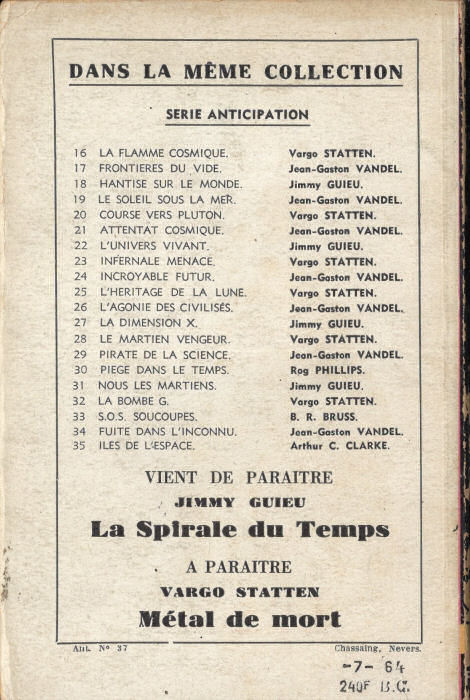 DANS LA MÊME COLLECTION
SERIE ANTICIPATION
16 LA FLAMME COSMIQUE. Vargo STATTEN.
17 FRONTIERES DU VIDE. Jean-Gaston VANDEL.
18 HANTISE SUR LE MONDE. Jimmy GUIEU.
19 LE SOLEIL SOUS LA MER. Jean-Gaston VANDEL.
20 COURSE VERS PLUTON. Vargo STATTEN.
21 ATTENTAT COSMIQUE. Jean-Gaston VANDEL.
22 L'UNIVERS VIVANT. Jimmy GUIEU.
23 INFERNALE MENACE. Vargo STATTEN.
24 INCROYABLE FUTUR. Jean-Gaston VANDEL.
25 L'HERITAGE DE LA LUNE. Vargo STATTEN.
26 L'AGONIE DES CIVILISÉS. Jean-Gaston VANDEL.
27 LA DIMENSION X. Jimmy GUIEU.
28 LE MARTIEN VENGEUR. Vargo STATTEN.
29 PIRATE DE LA SCIENCE. Jean-Gaston VANDEL.
30 PIEGE DANS LE TEMPS. Rog PHILLIPS.
31 NOUS LES MARTIENS. Jimmy GUIEU.
32 LA BOMBE G. Vargo STATTEN.
33 S.O.S. SOUCOUPES. B. R. BRUSS.
34 FUITE DANS L'INCONNU. Jean-Gaston VANDEL.
35 ILES DE L'ESPACE. Arthur C. CLARKE.
VIENT DE PARAITRE
JIMMY GUIEU
La Spirale du Temps
A PARAITRE
VARGO STATTEN
Métal de mort
Ant. N° 37 Chassaing, Nevers.
-7- 64
240F B.C.